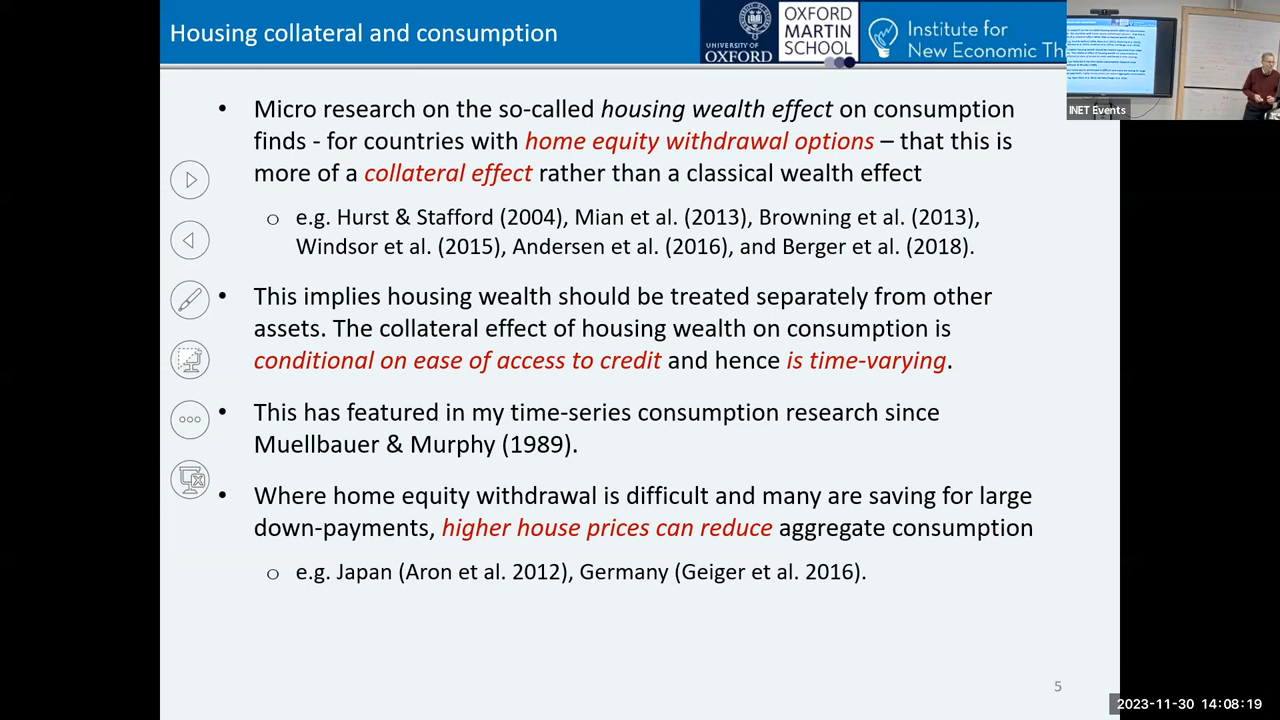 Housing collateral and consumption
UNIVERSITY OF
OXFORD
OXFORD
MARTIN
SCHOOL
Institute for
New Economic Th
INET Events
• Micro research on the so-called housing wealth effect on consumption
finds - for countries with home equity withdrawal options – that this is
more of a collateral effect rather than a classical wealth effect
o e.g. Hurst & Stafford (2004), Mian et al. (2013), Browning et al. (2013),
Windsor et al. (2015), Andersen et al. (2016), and Berger et al. (2018).
• This implies housing wealth should be treated separately from other
assets. The collateral effect of housing wealth on consumption is
conditional on ease of access to credit and hence is time-varying.
• This has featured in my time-series consumption research since
Muellbauer & Murphy (1989).
• Where home equity withdrawal is difficult and many are saving for large
down-payments, higher house prices can reduce aggregate consumption
o e.g. Japan (Aron et al. 2012), Germany (Geiger et al. 2016).
5
2023-11-30 14:08:19